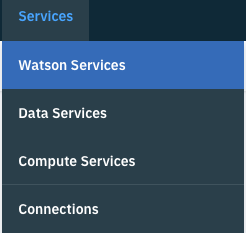 Services
Watson Services
Data Services
Compute Services
Connections